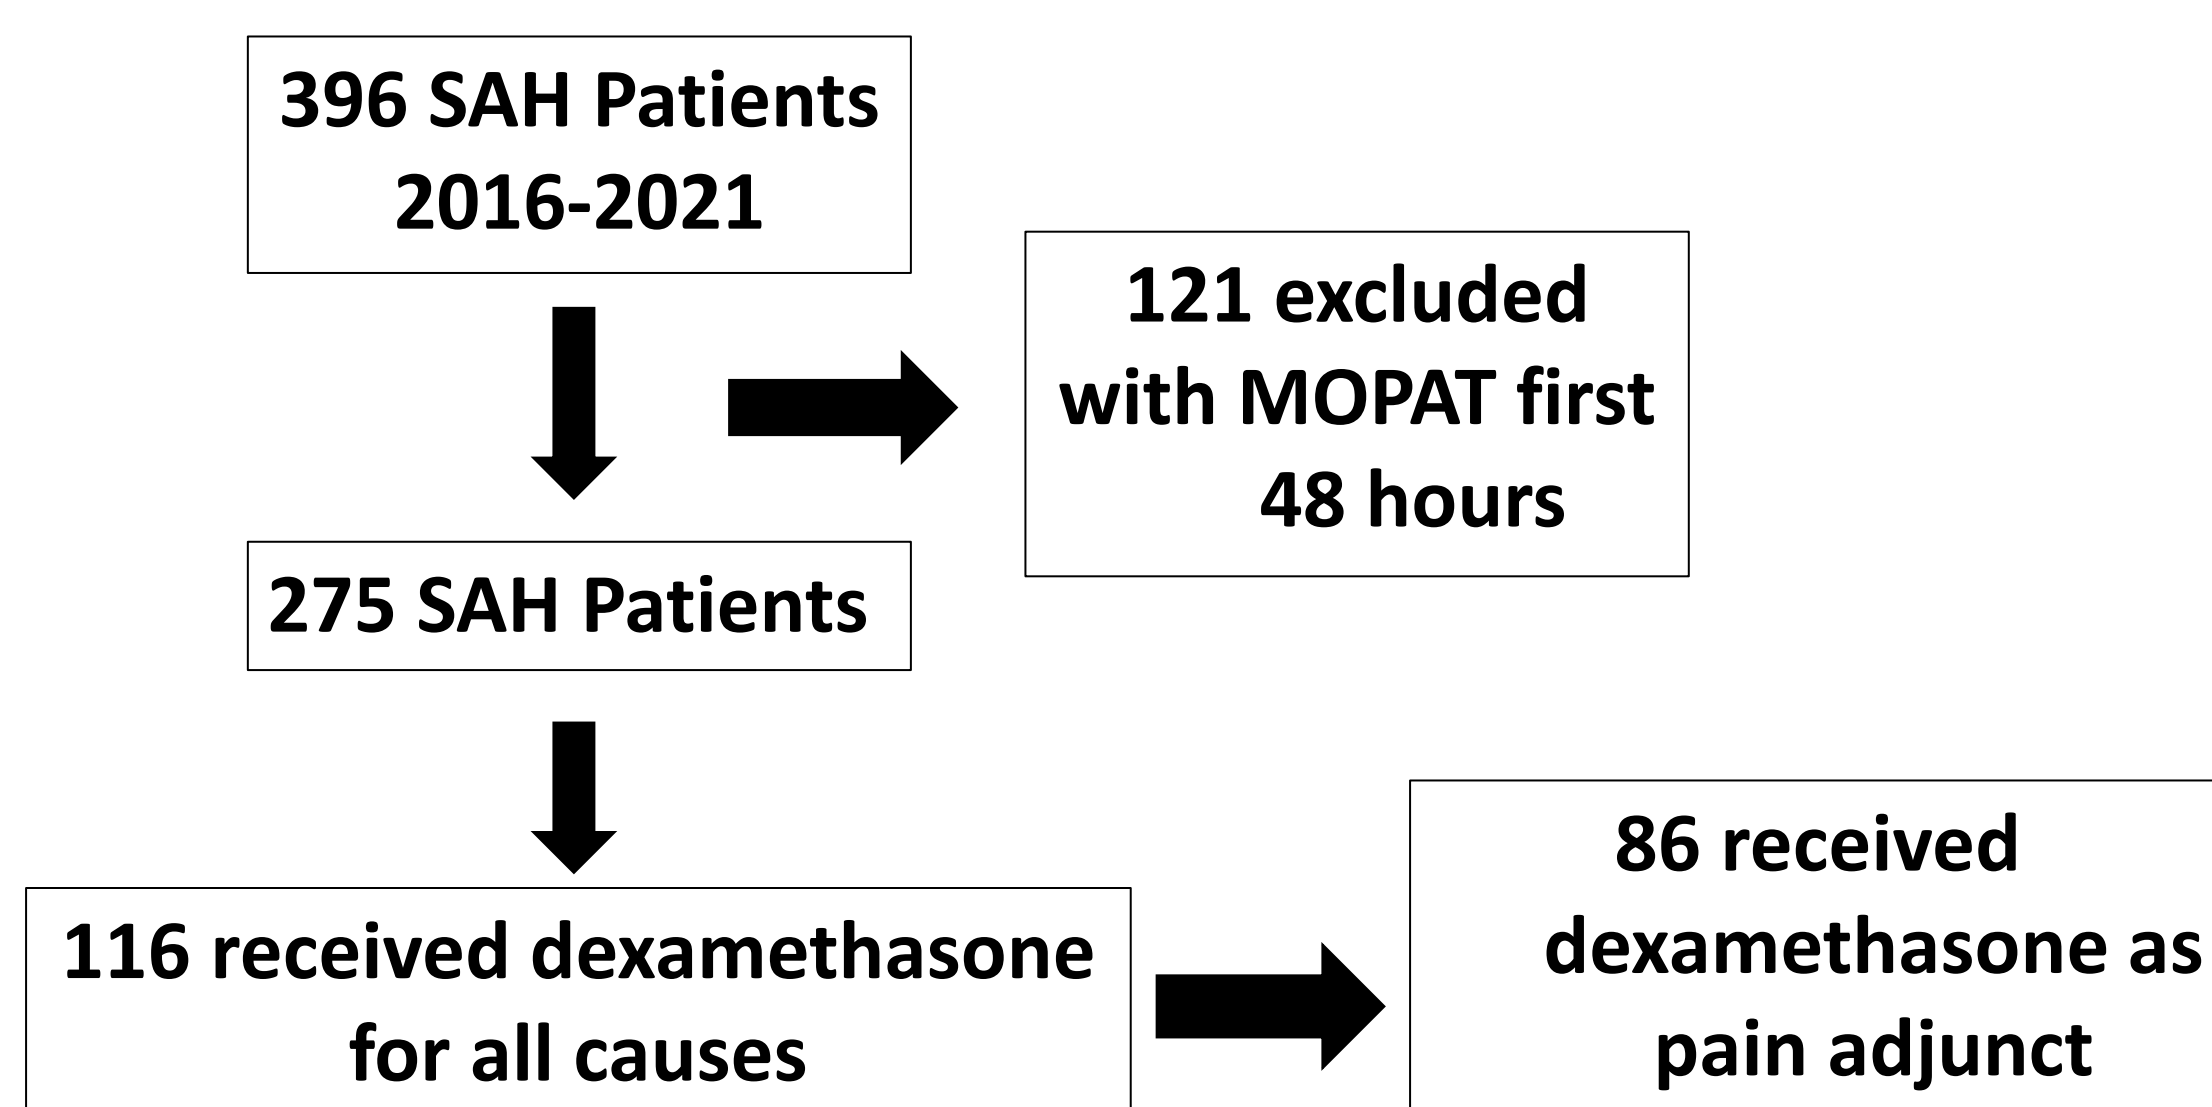 396 SAH Patients
2016-2021
121 excluded
with MOPAT first
48 hours
275 SAH Patients
116 received dexamethasone
for all causes
86 received
dexamethasone as
pain adjunct